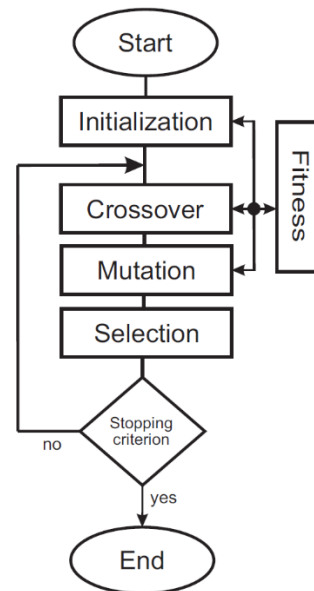 Start
Initialization
Fitness
Crossover
Mutation
Selection
Stopping
criterion
no
yes
End